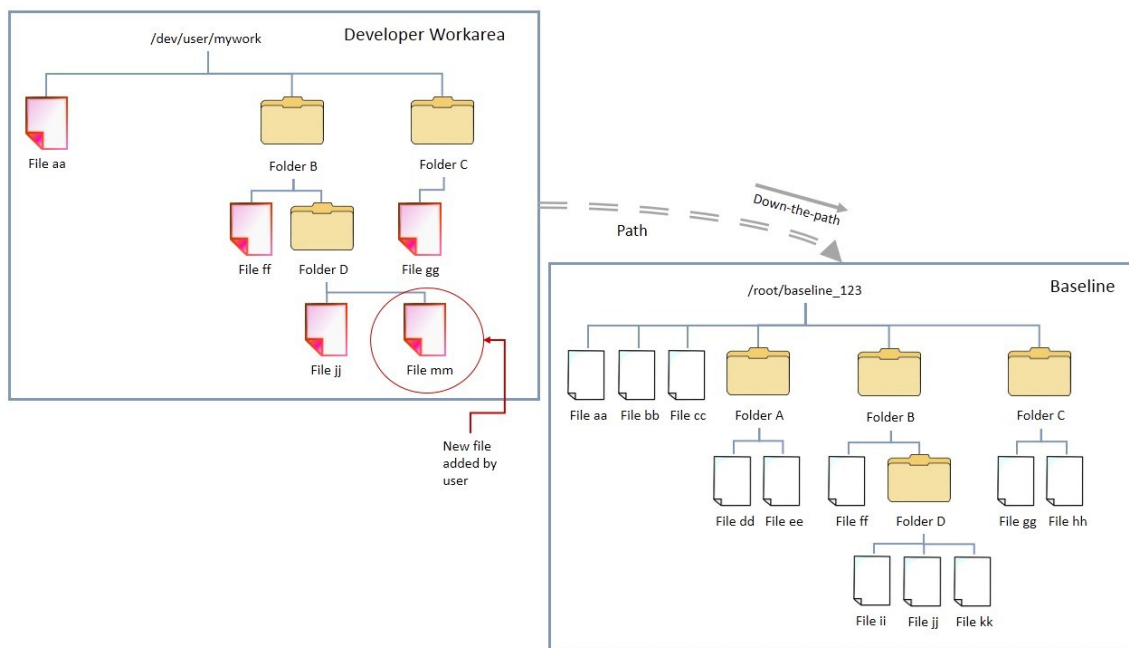 Developer Workarea
/dev/user/mywork
File aa
Folder B
Folder C
File ff
Folder D
File gg
File jj
File mm
New file
added by
user
Down-the-path
Path
Baseline
/root/baseline_123
File aa
File bb
File cc
Folder A
Folder B
Folder C
File dd
File ee
File ff
Folder D
File gg
File hh
File ii
File jj
File kk